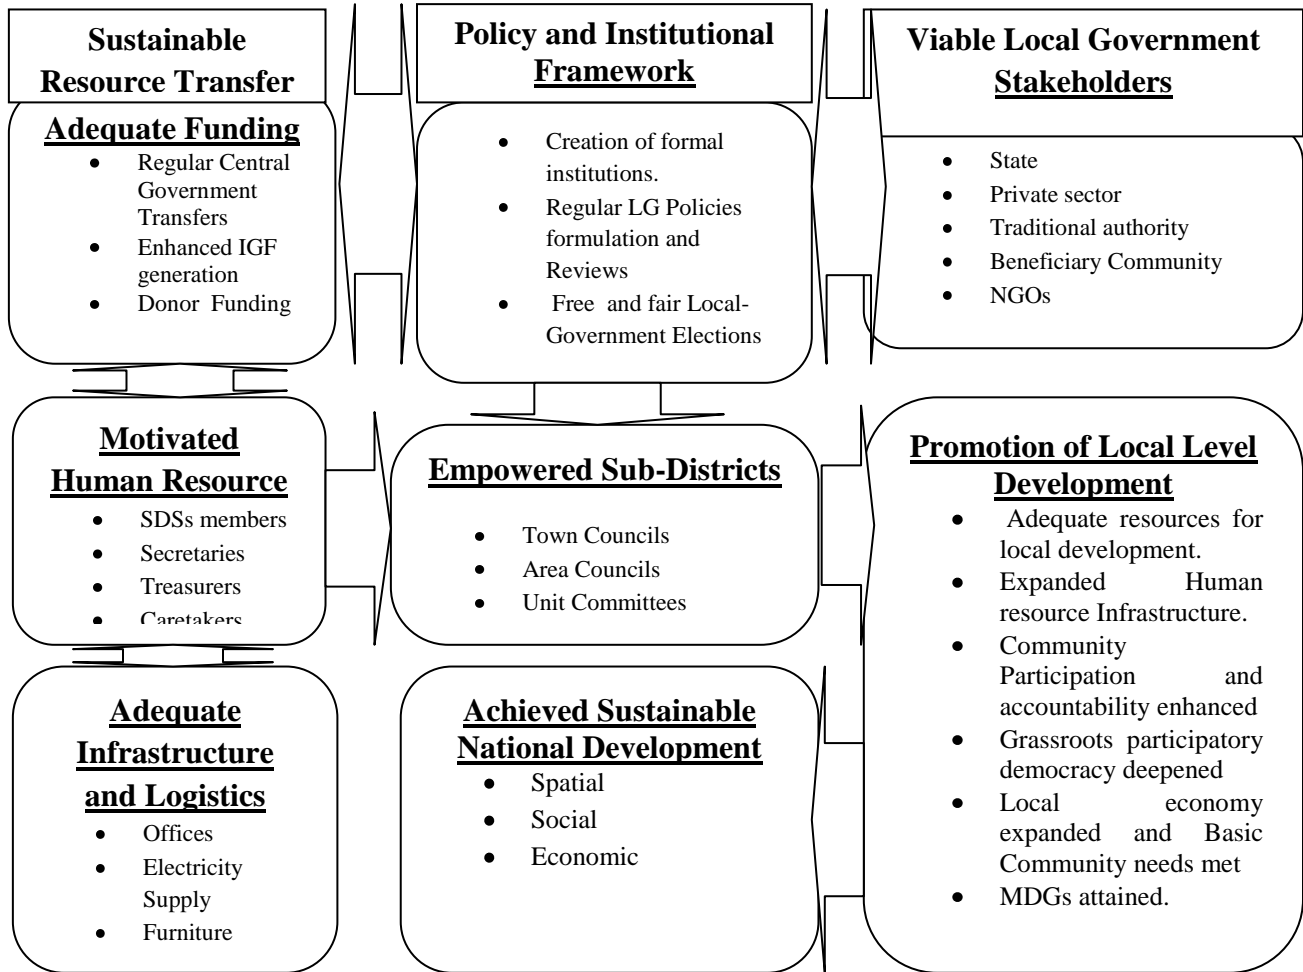 Sustainable
Resource Transfer
Adequate Funding
• Regular Central
Government
Transfers
• Enhanced IGF
generation
• Donor Funding
Policy and Institutional
Framework
• Creation of formal
institutions.
• Regular LG Policies
formulation and
Reviews
• Free and fair Local-
Government Elections
Viable Local Government
Stakeholders
• State
• Private sector
• Traditional authority
• Beneficiary Community
• NGOs
Motivated
Human Resource
• SDSs members
• Secretaries
• Treasurers
• Caretakers
Empowered Sub-Districts
• Town Councils
• Area Councils
• Unit Committees
Promotion of Local Level
Development
• Adequate resources for
local development.
• Expanded Human
resource Infrastructure.
• Community
Participation and
accountability enhanced
• Grassroots participatory
democracy deepened
• Local economy
expanded and Basic
Community needs met
• MDGs attained.
Adequate
Infrastructure
and Logistics
• Offices
• Electricity
Supply
• Furniture
Achieved Sustainable
National Development
• Spatial
• Social
• Economic